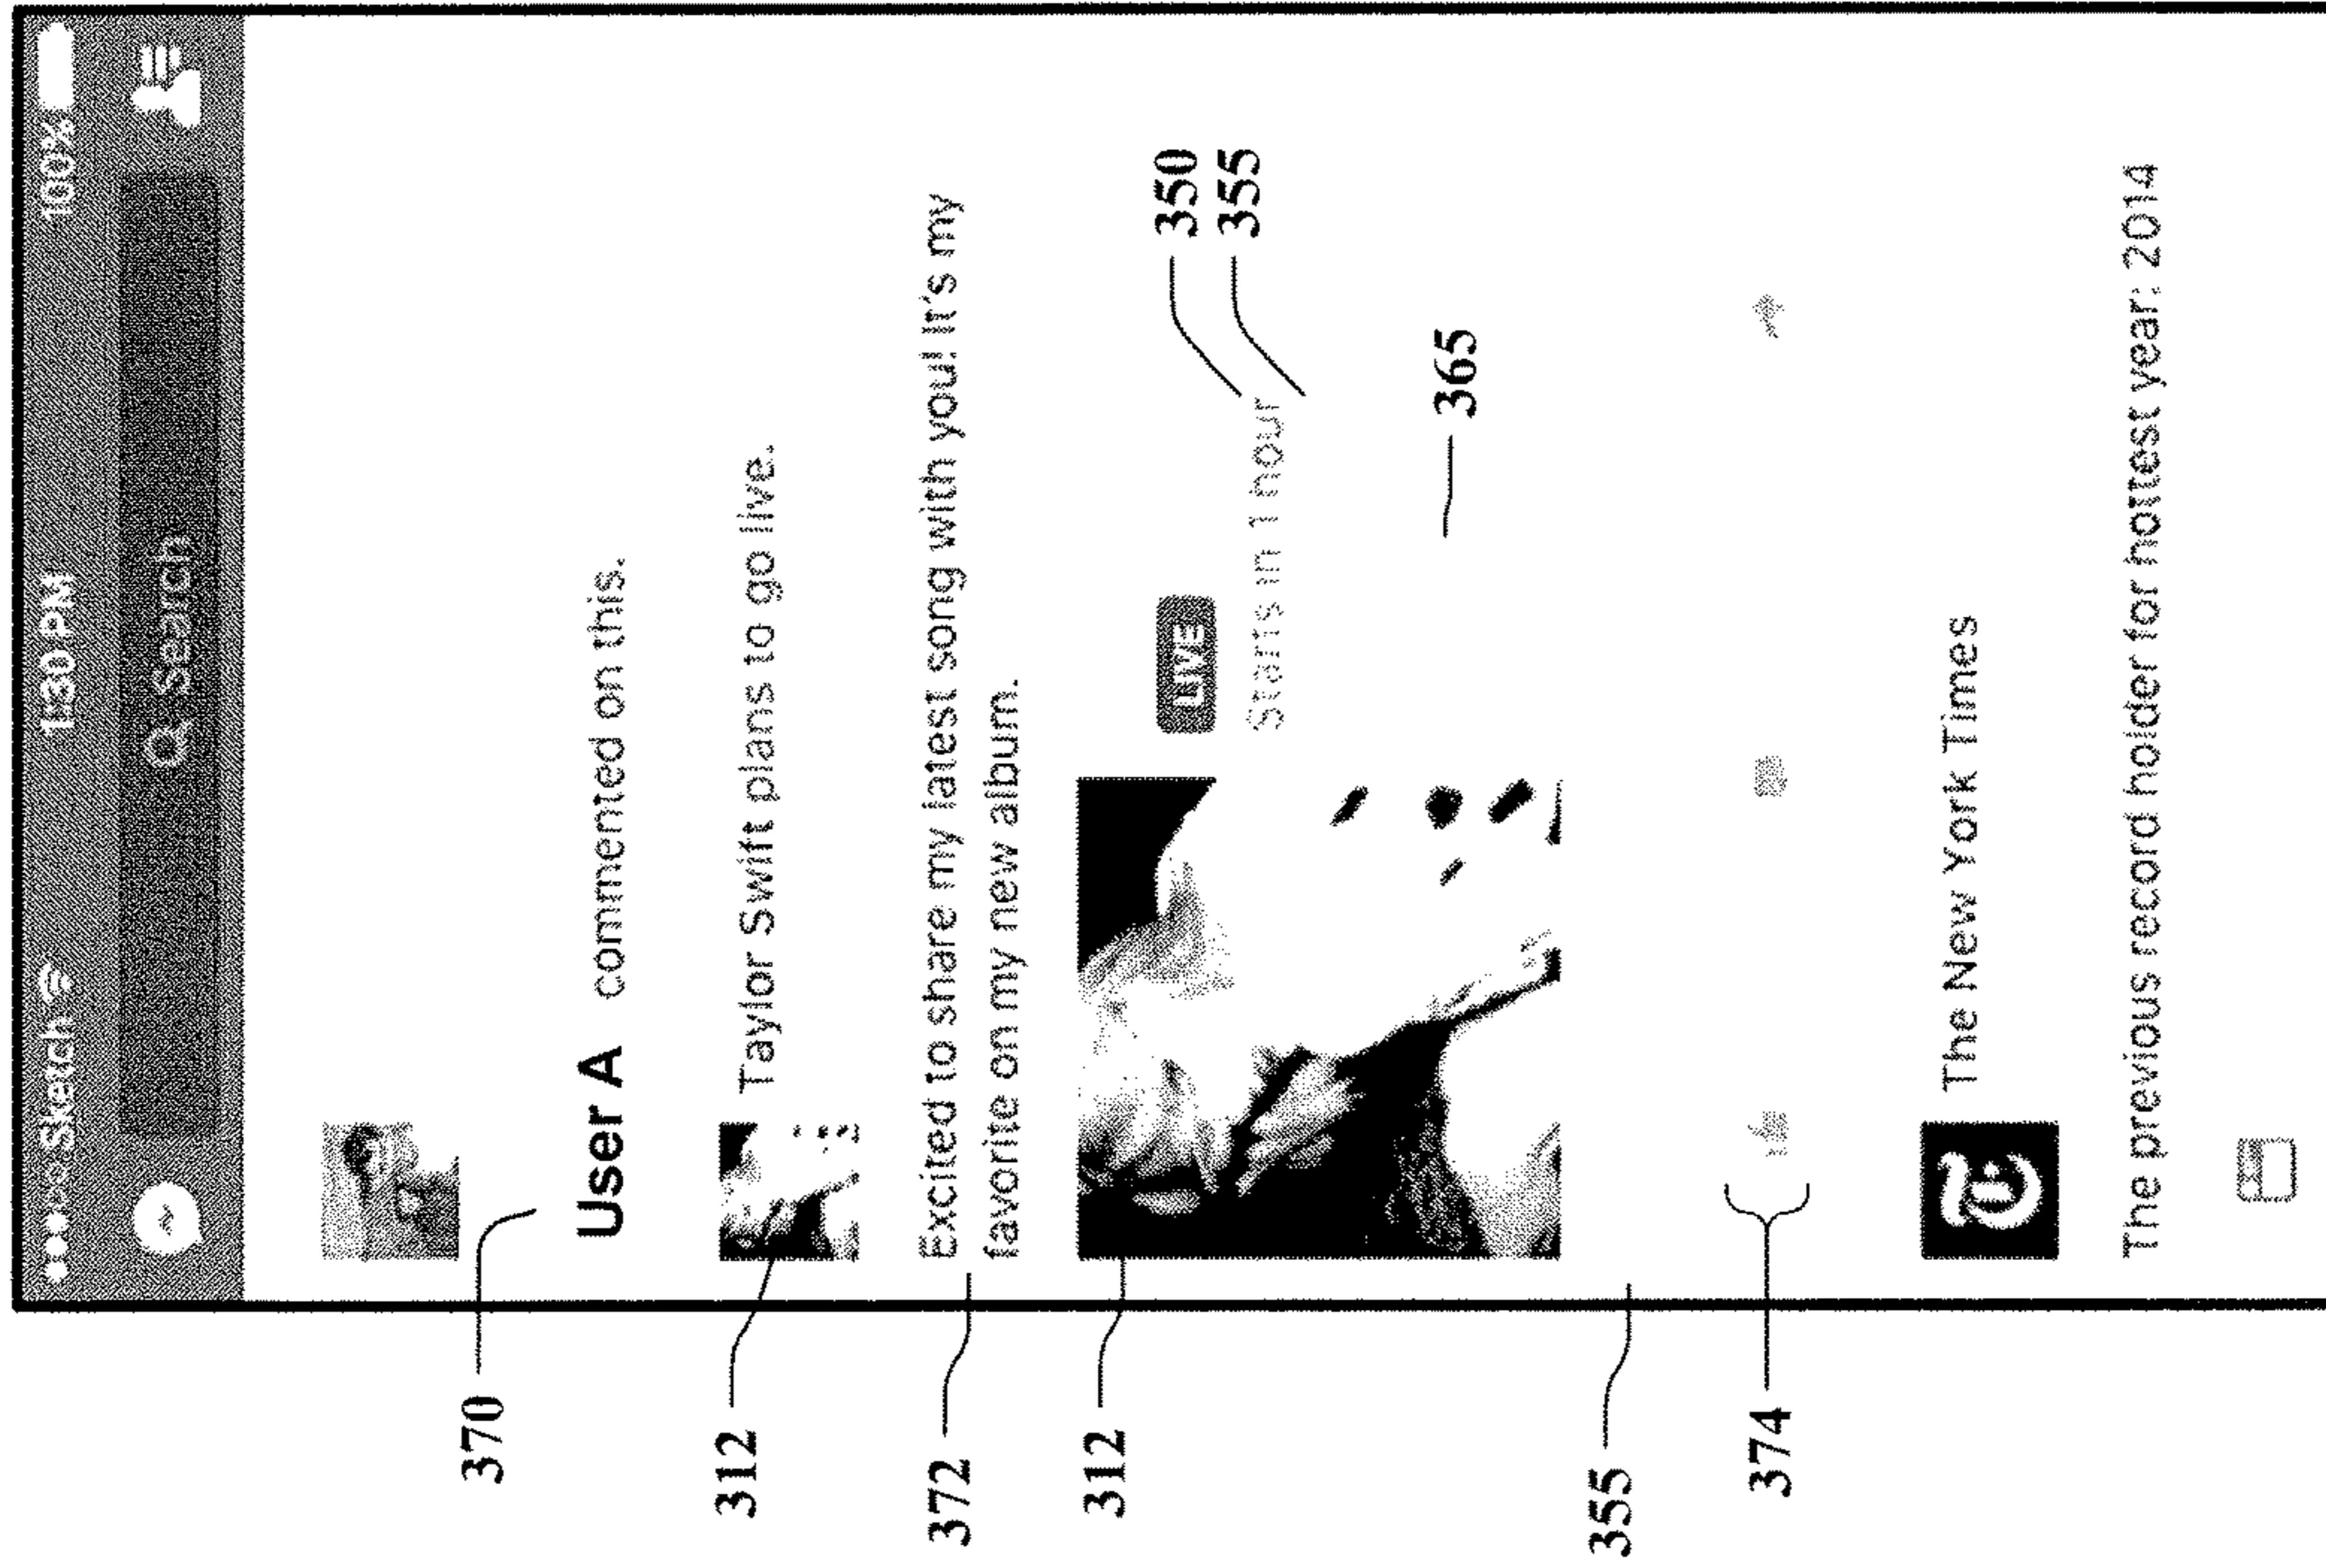 Sketch 1:30 PM 100%
Search
370
User A commented on this.
312
Taylor Swift plans to go live.
372
Excited to share my latest song with you! It's my
favorite on my new album.
312
LIVE
350
Starts in 1 hour
355
365
355
374
The New York Times
The previous record holder for hottest year: 2014